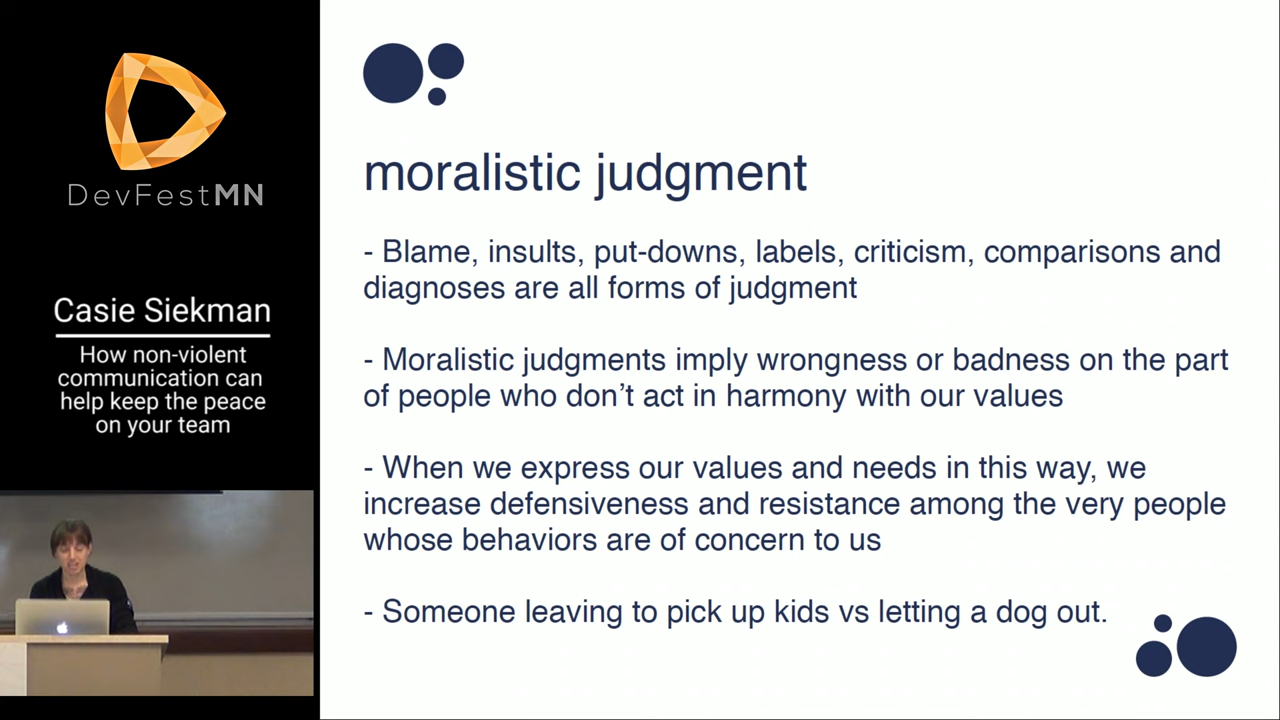 DevFestMN
Casie Siekman
How non-violent
communication can
help keep the peace
on your team
moralistic judgment
- Blame, insults, put-downs, labels, criticism, comparisons and
diagnoses are all forms of judgment
- Moralistic judgments imply wrongness or badness on the part
of people who don’t act in harmony with our values
- When we express our values and needs in this way, we
increase defensiveness and resistance among the very people
whose behaviors are of concern to us
- Someone leaving to pick up kids vs letting a dog out.